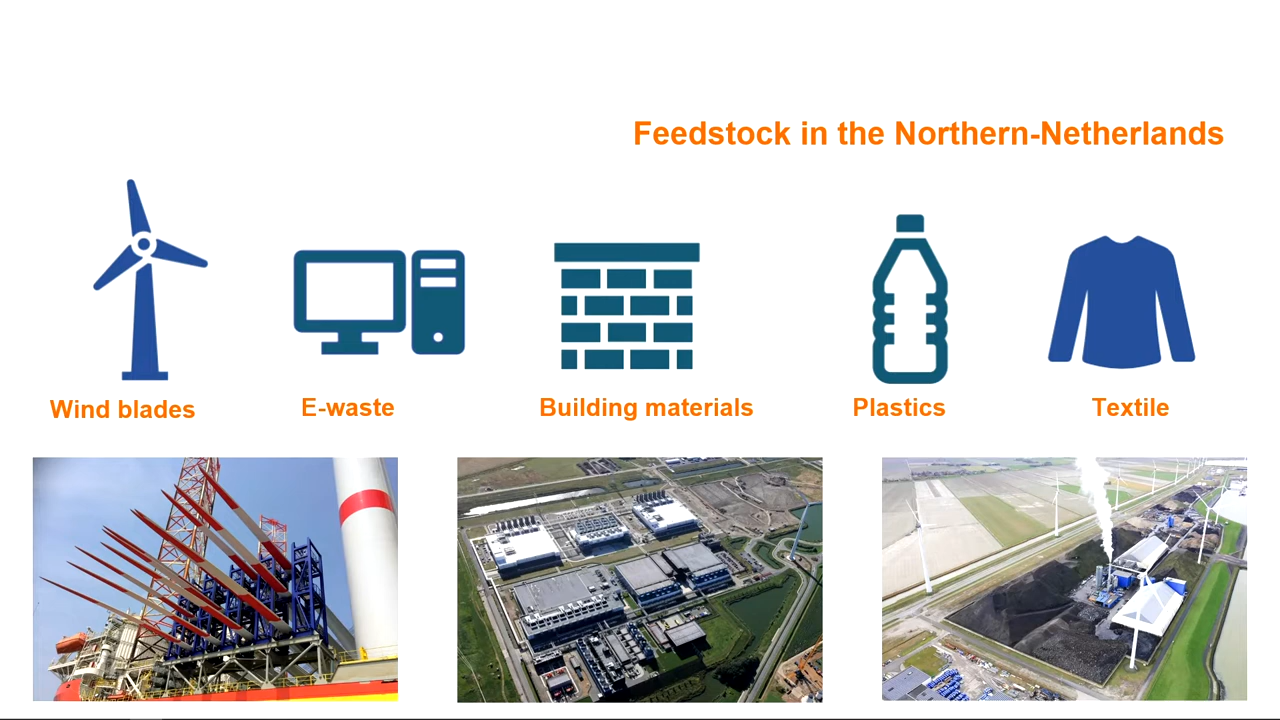 Feedstock in the Northern-Netherlands
Wind blades
E-waste
Building materials
Plastics
Textile